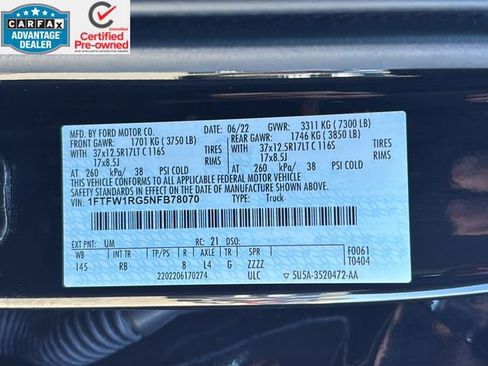 CARFAX
ADVANTAGE
DEALER
Certified
Pre-owned
MFD. BY FORD MOTOR CO.
06/22 GVWR: 3311 KG ( 7300 LB)
FRONT GAWR: 1701 KG ( 3750 LB)
REAR GAWR: 1746 KG ( 3850 LB)
WITH 37x12.5R17LT C 116S TIRES
WITH 37x12.5R17LT C 116S TIRES
17x8.5J RIMS
17x8.5J RIMS
AT 260 kPa/ 38 PSI COLD
AT 260 kPa/ 38 PSI COLD
THIS VEHICLE CONFORMS TO ALL APPLICABLE FEDERAL MOTOR VEHICLE
SAFETY STANDARDS IN EFFECT ON THE DATE OF MANUFACTURE SHOWN ABOVE.
VIN: 1FTFW1RG5NFB78070 TYPE: Truck
EXT PNT: UM RC: 21 DSO: F0061
WB INT TR TP/PS R AXLE TR SPR T0404
145 RB 8 L4 G ZZZZ
2202206170274 ULC 5U5A-3520472-AA